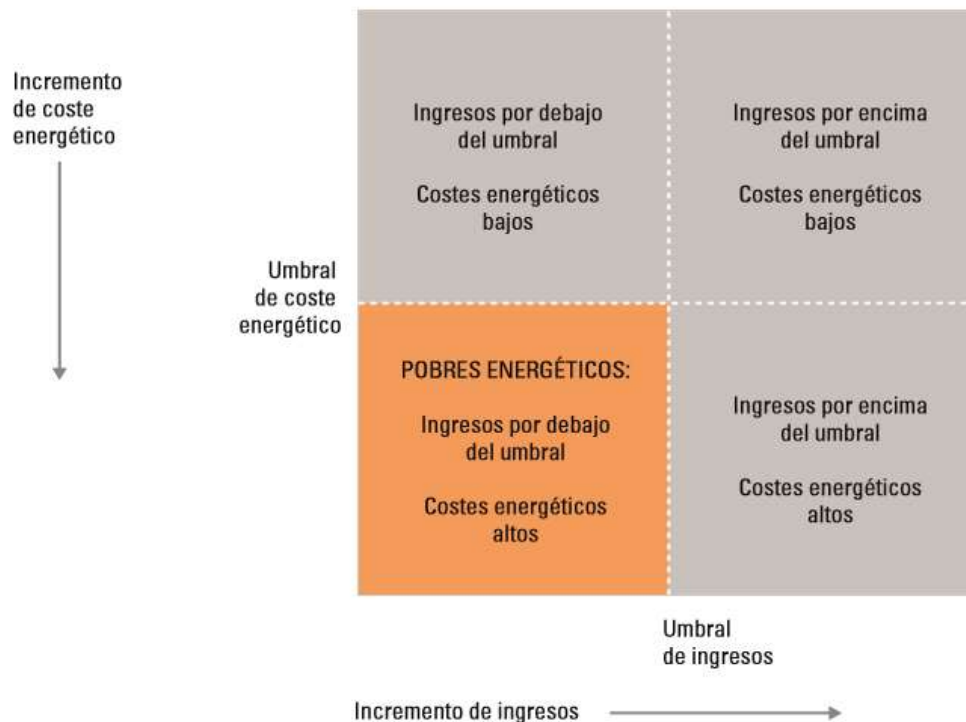 Incremento
de coste
energético
Ingresos por debajo
del umbral
Costes energéticos
bajos
Ingresos por encima
del umbral
Costes energéticos
bajos
Umbral
de coste
energético
POBRES ENERGÉTICOS:
Ingresos por debajo
del umbral
Costes energéticos
altos
Ingresos por encima
del umbral
Costes energéticos
altos
Umbral
de ingresos
Incremento de ingresos